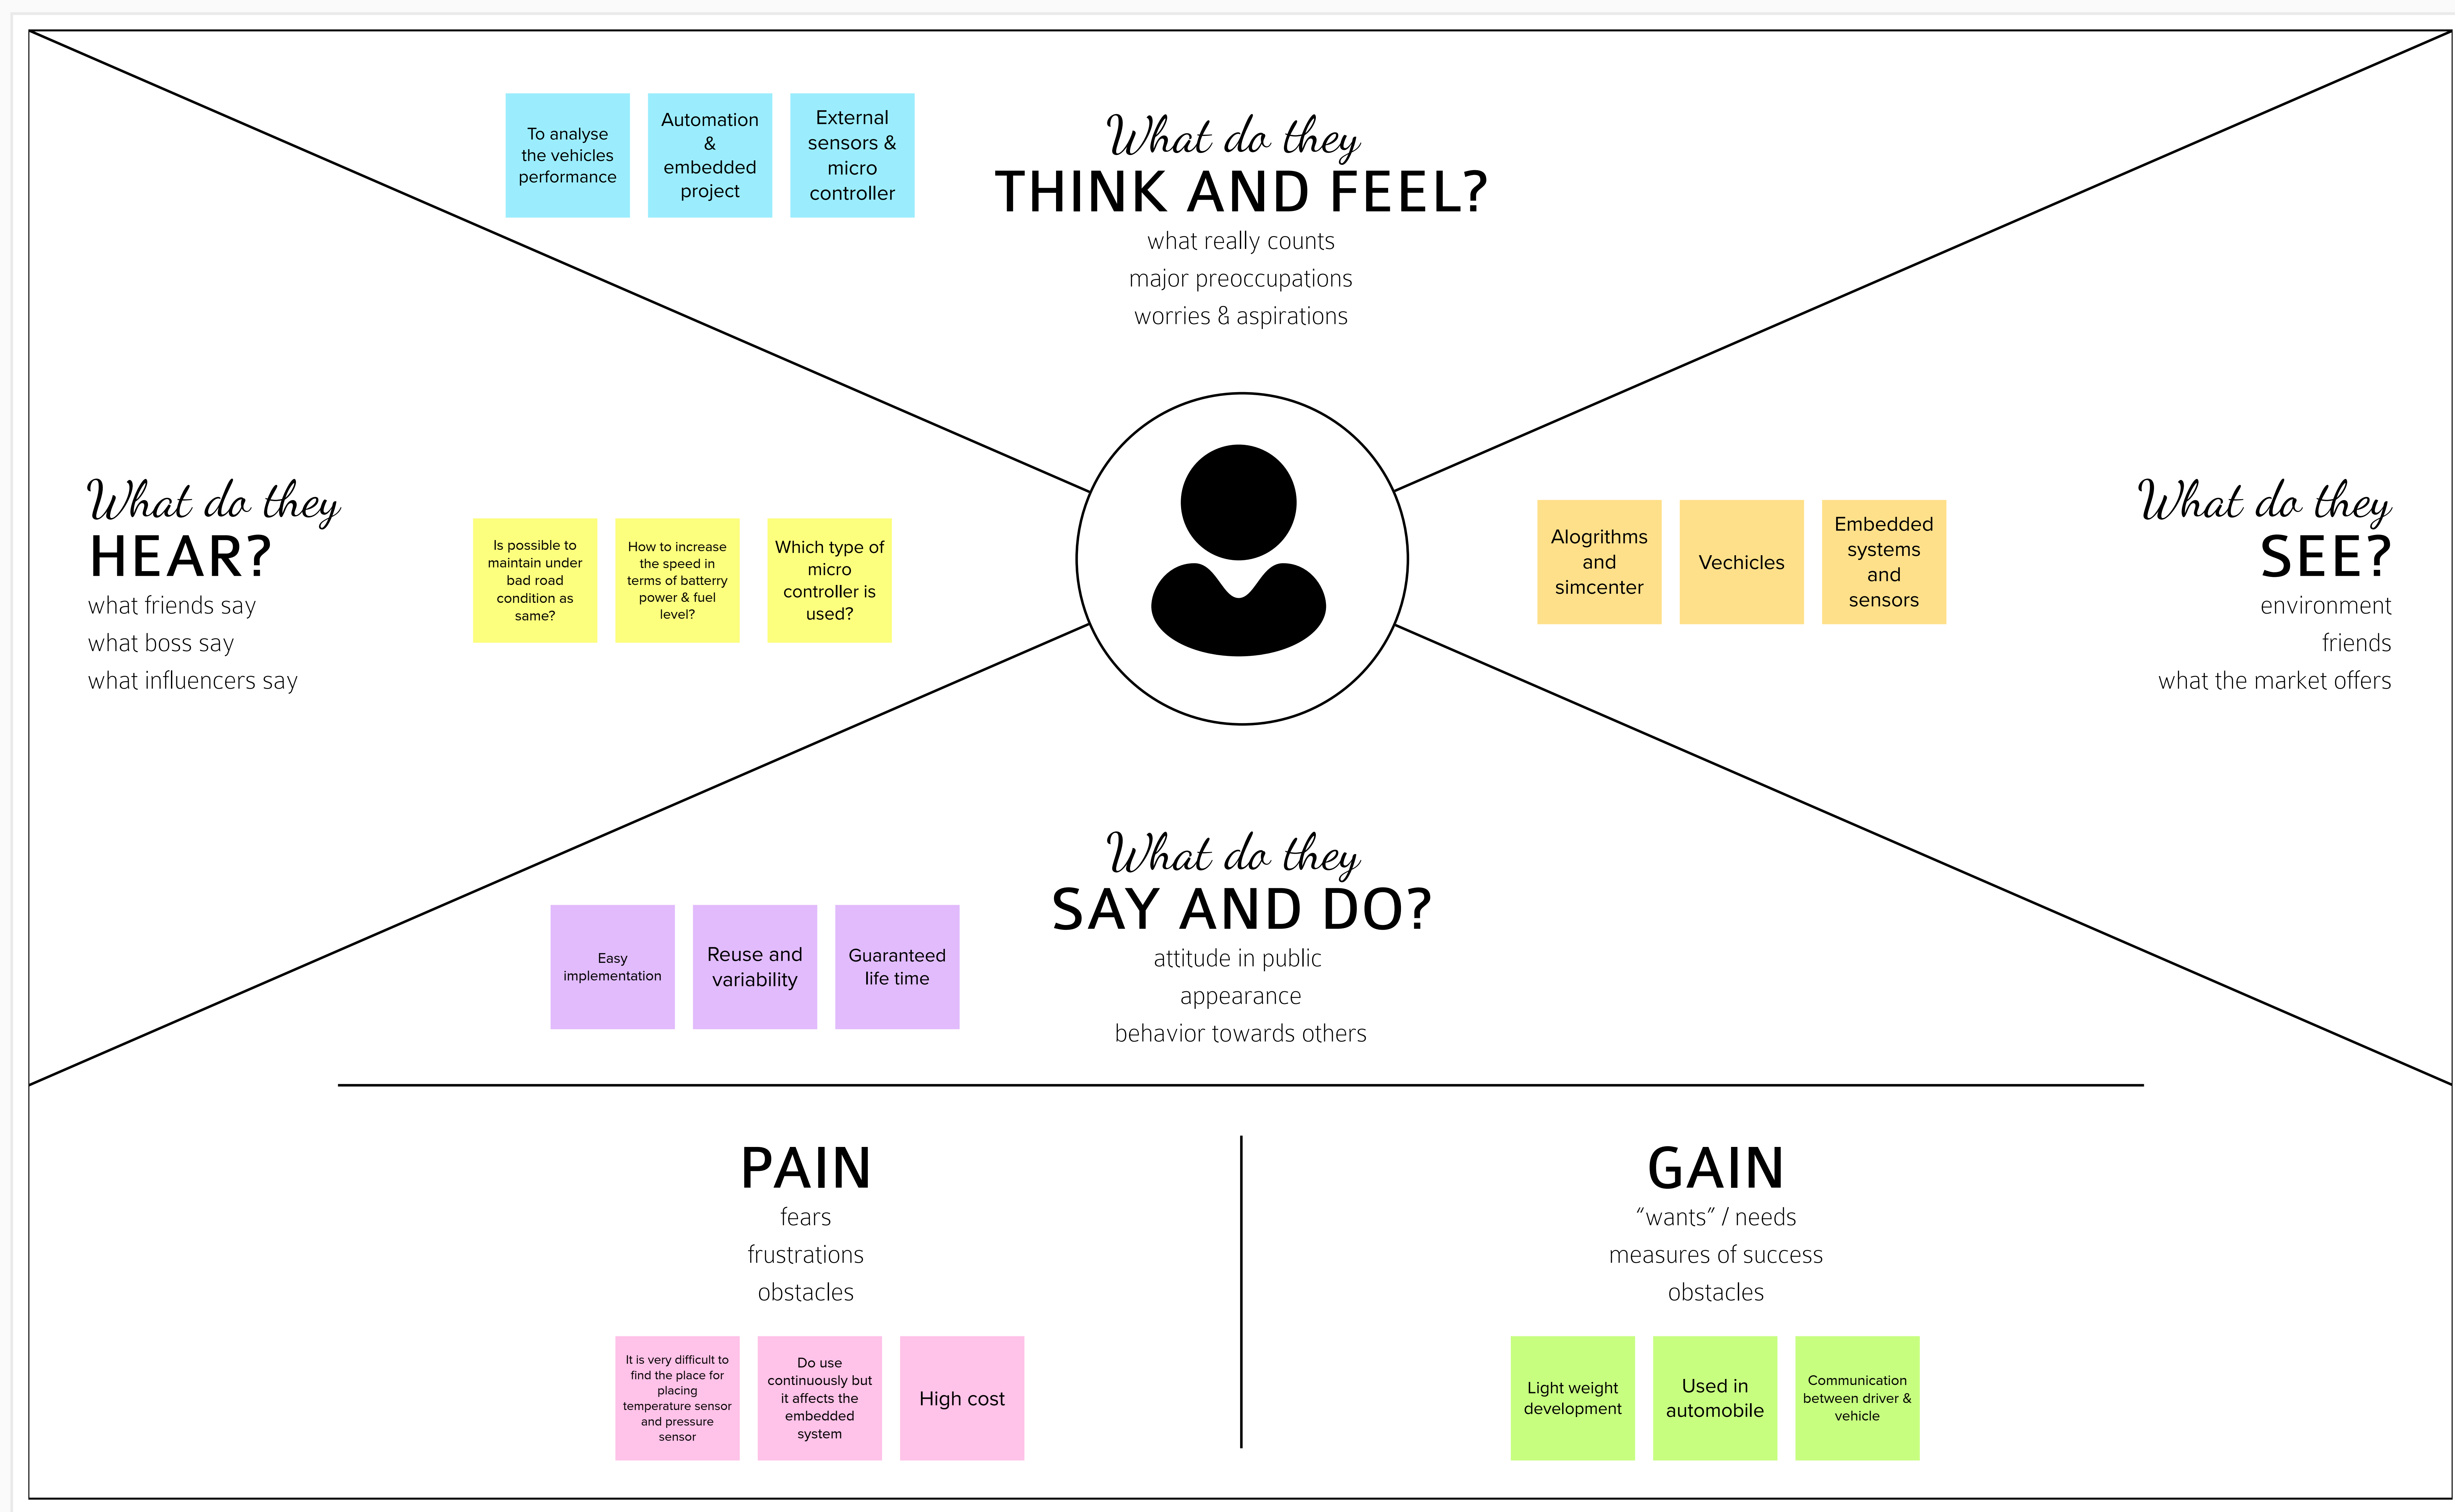 To analyse
the vehicles
performance
Automation
&
embedded
project
External
sensors &
micro
controller
What do they
THINK AND FEEL?
what really counts
major preoccupations
worries & aspirations
What do they
HEAR?
what friends say
what boss say
what influencers say
Is possible to
maintain under
bad road
condition as
same?
How to increase
the speed in
terms of batterry
power & fuel
level?
Which type of
micro
controller is
used?
Alogrithms
and
simcenter
Vechicles
Embedded
systems
and
sensors
What do they
SEE?
environment
friends
what the market offers
Easy
implementation
Reuse and
variability
Guaranteed
life time
What do they
SAY AND DO?
attitude in public
appearance
behavior towards others
PAIN
fears
frustrations
obstacles
It is very difficult to
find the place for
placing
temperature sensor
and pressure
sensor
Do use
continuously but
it affects the
embedded
system
High cost
GAIN
“wants” / needs
measures of success
obstacles
Light weight
development
Used in
automobile
Communication
between driver &
vehicle